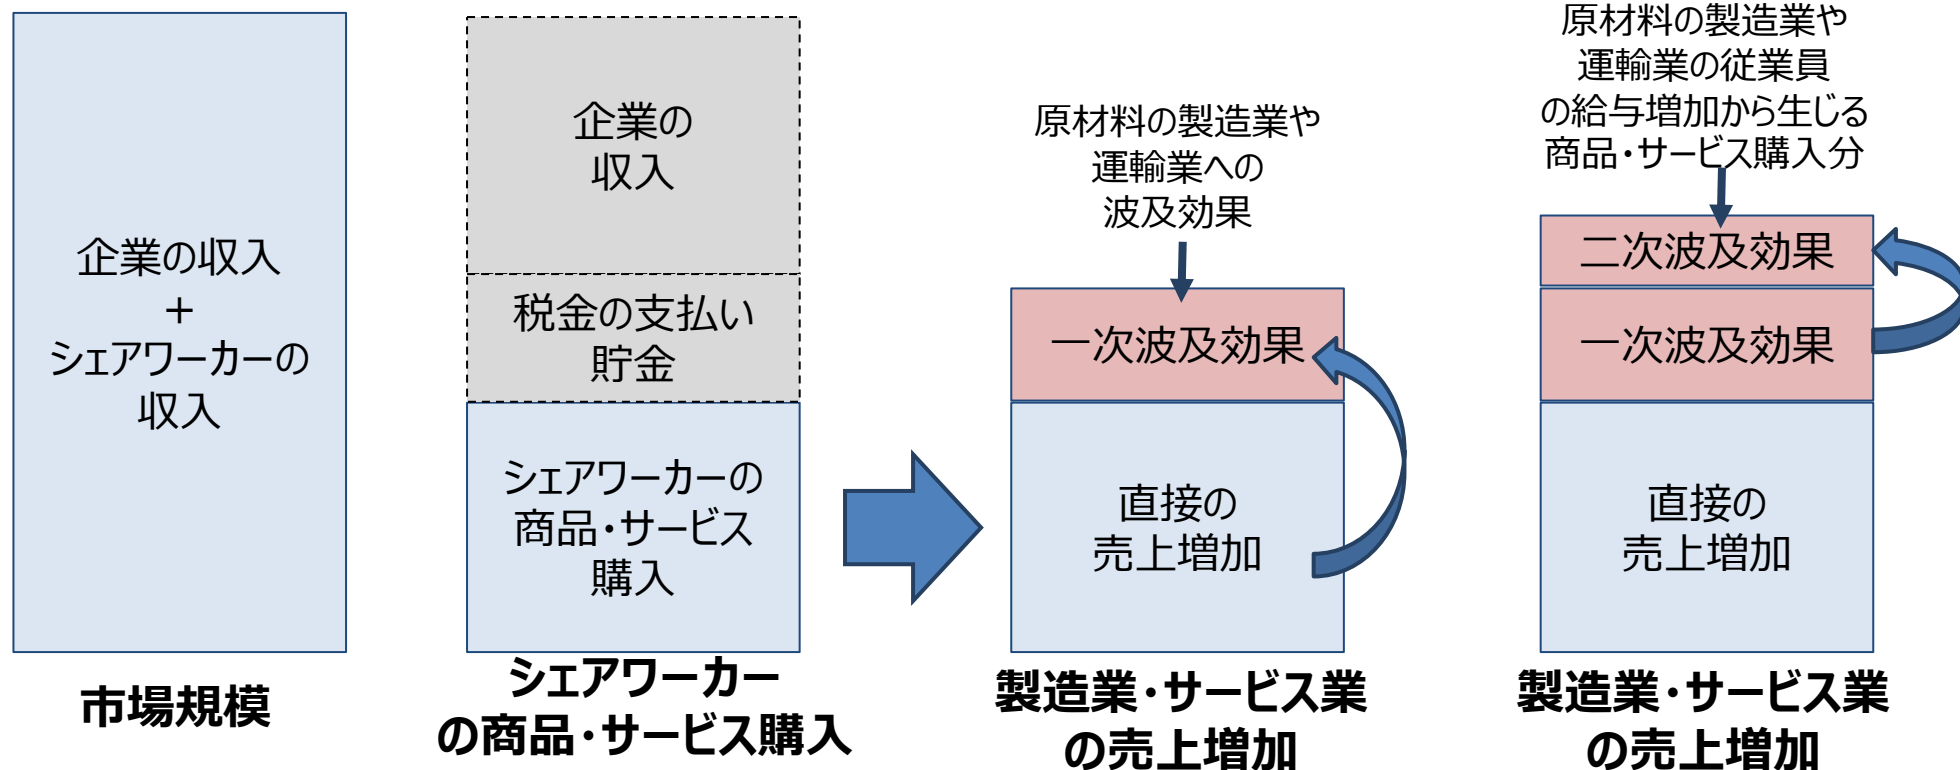 企業の収入
＋
シェアワーカーの
収入
市場規模
企業の
収入
税金の支払い
貯金
シェアワーカーの
商品・サービス
購入
シェアワーカー
の商品・サービス購入
原材料の製造業や
運輸業への
波及効果
一次波及効果
直接の
売上増加
製造業・サービス業
の売上増加
原材料の製造業や
運輸業の従業員
の給与増加から生じる
商品・サービス購入分
二次波及効果
一次波及効果
直接の
売上増加
製造業・サービス業
の売上増加